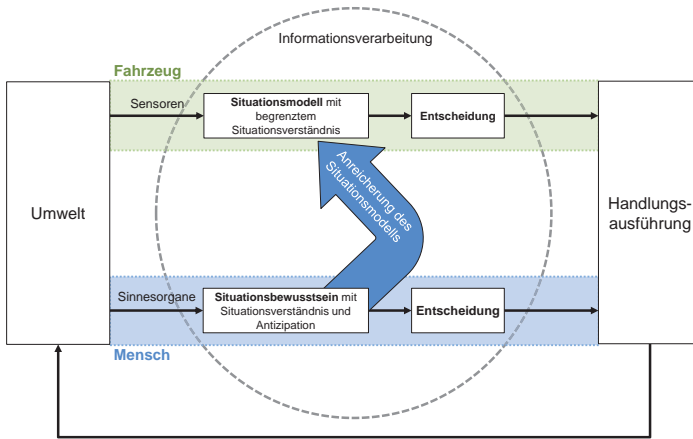 Informationsverarbeitung
Fahrzeug
Sensoren
Situationsmodell mit
begrenztem
Situationsverständnis
Entscheidung
Umwelt
Anreicherung des
Situationsmodells
Handlungs-
ausführung
Sinnesorgane
Situationsbewusstsein mit
Situationsverständnis und
Antizipation
Entscheidung
Mensch